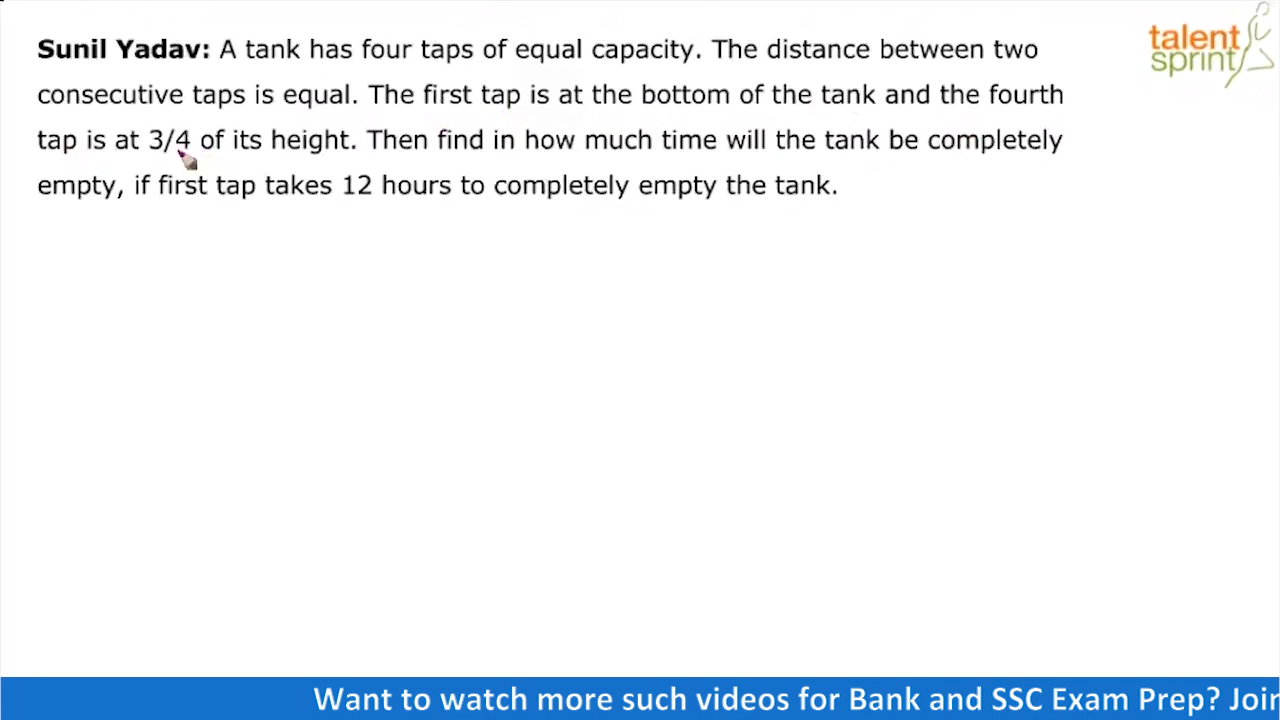 Sunil Yadav: A tank has four taps of equal capacity. The distance between two
consecutive taps is equal. The first tap is at the bottom of the tank and the fourth
tap is at 3/4 of its height. Then find in how much time will the tank be completely
empty, if first tap takes 12 hours to completely empty the tank.
talent
sprint
Want to watch more such videos for Bank and SSC Exam Prep? Join